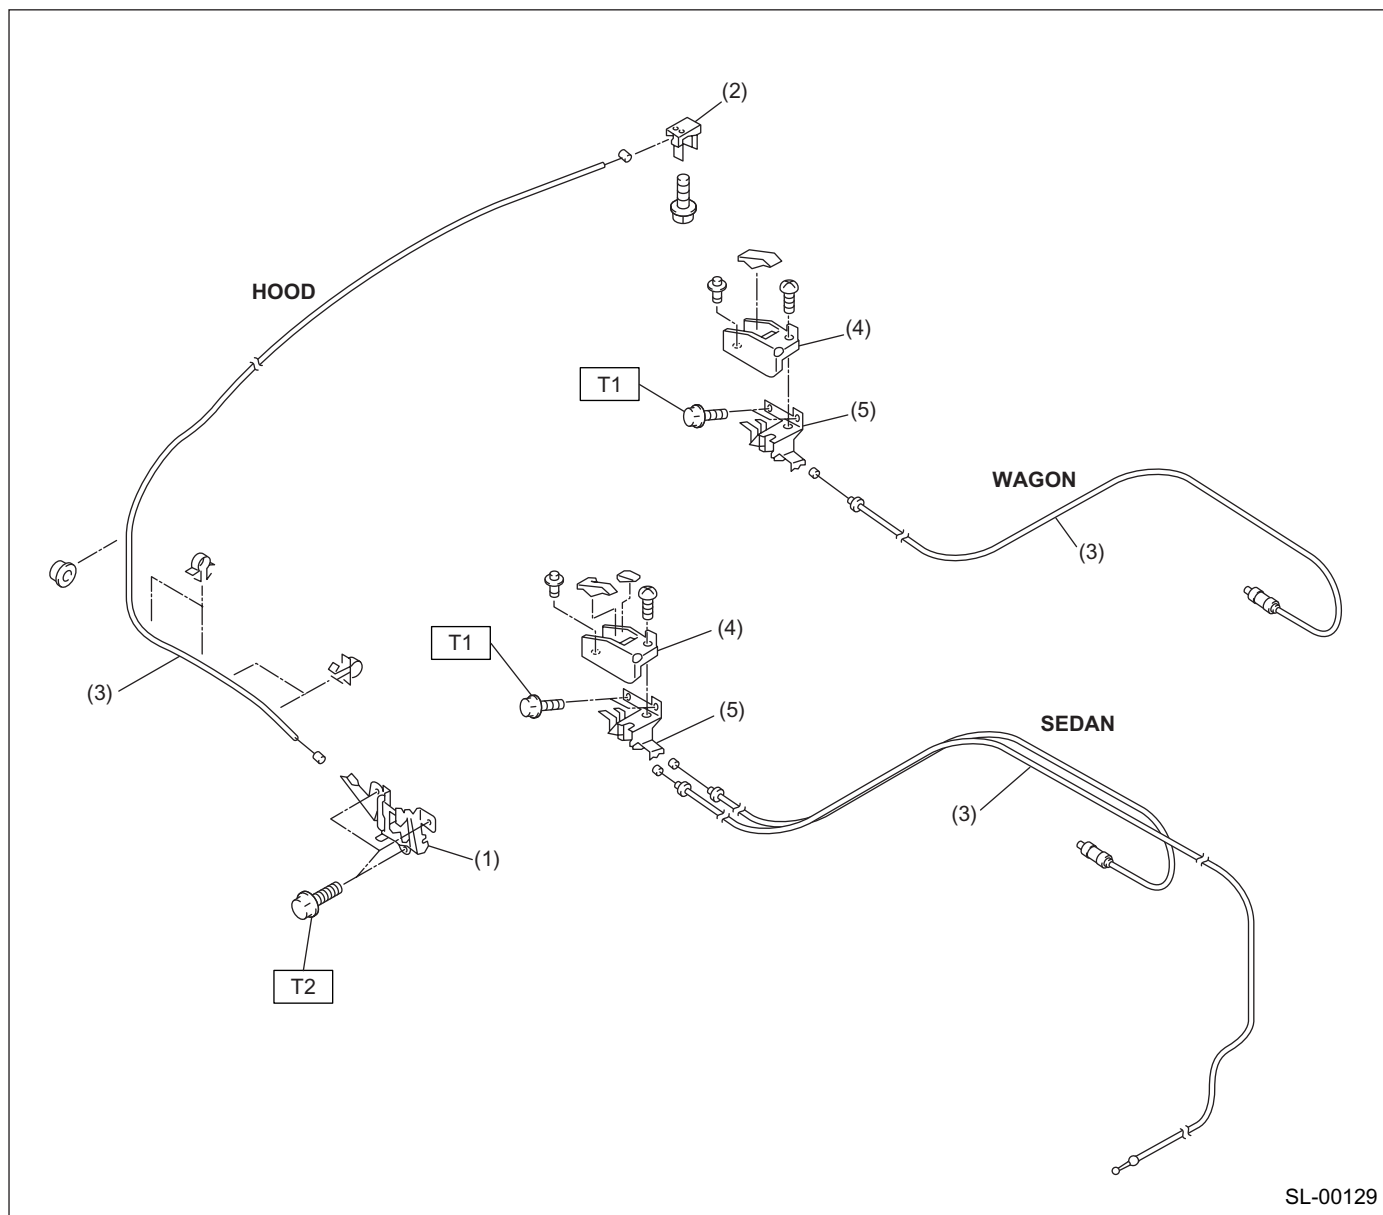 (2)
HOOD
(4)
T1
(5)
WAGON
(3)
(4)
T1
(3)
(5)
SEDAN
(3)
(1)
T2
SL-00129